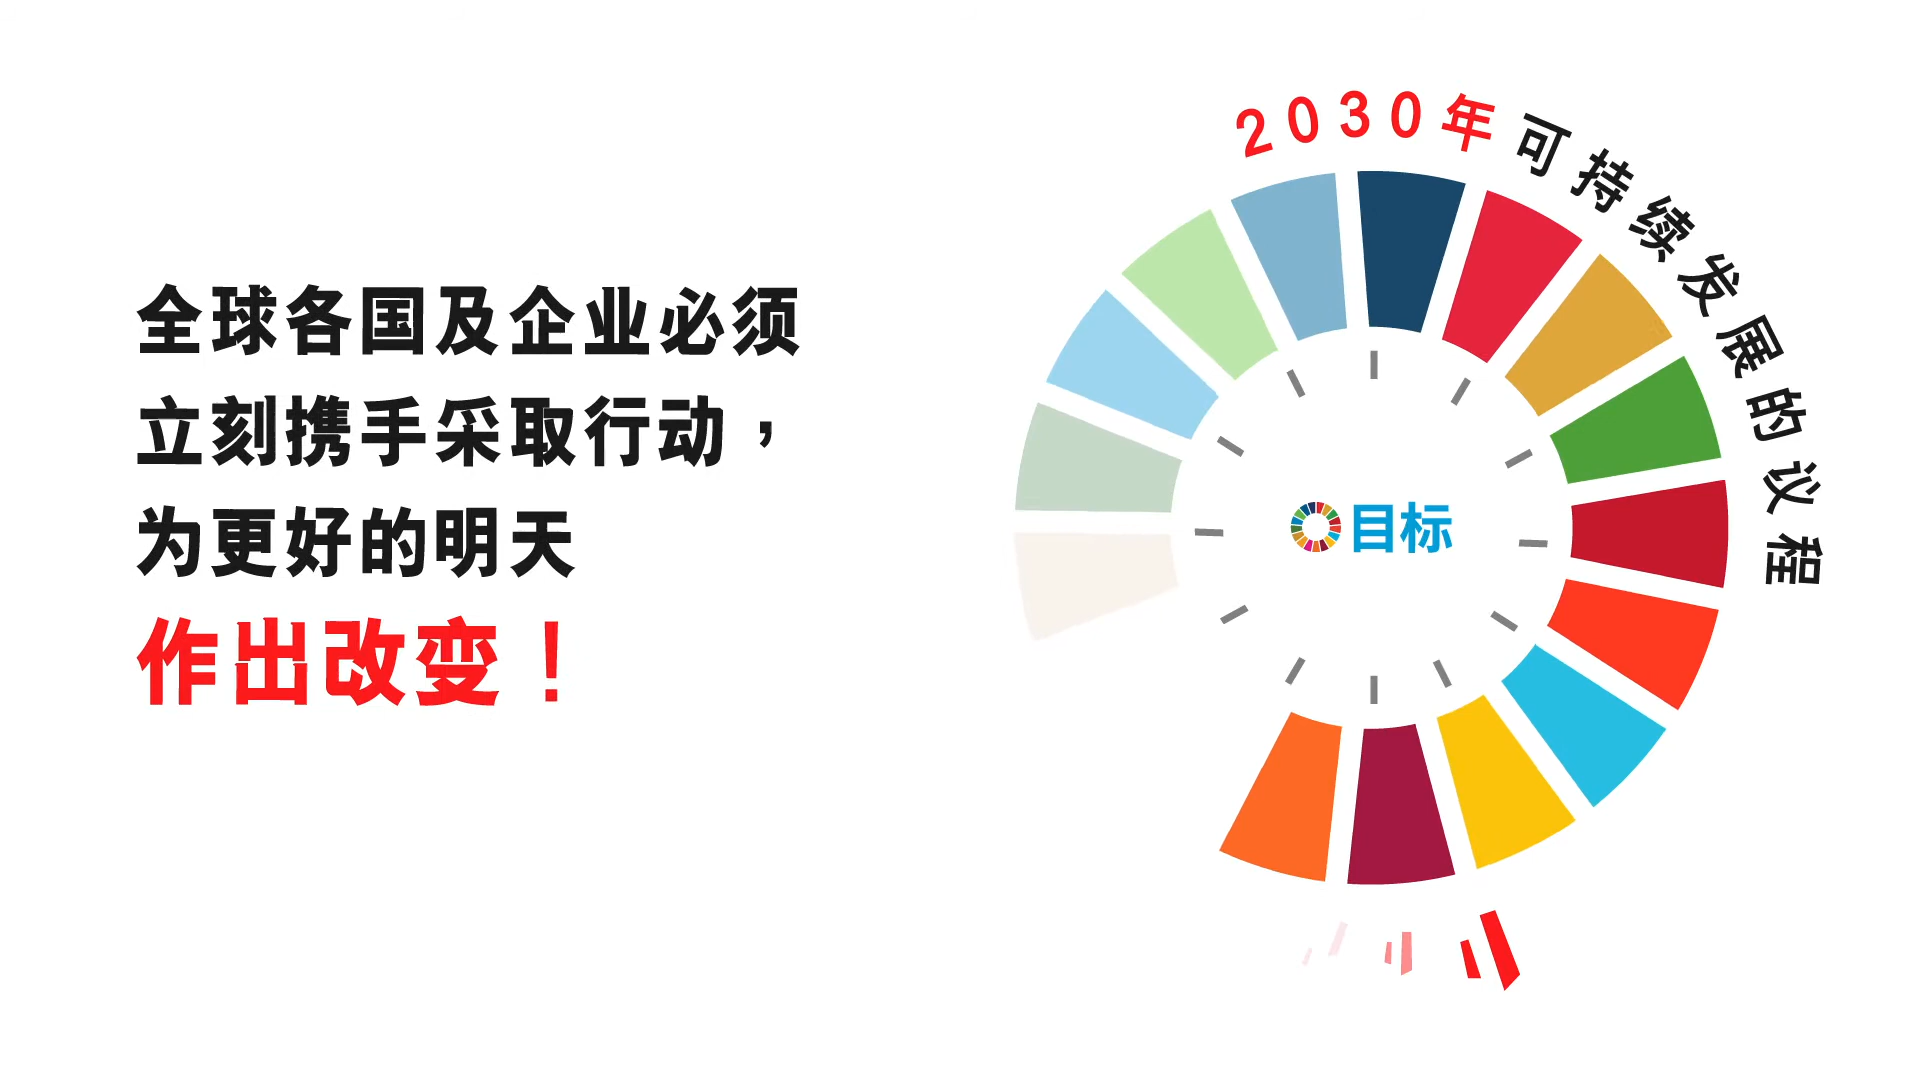 全球各国及企业必须
立刻携手采取行动，
为更好的明天
作出改变！
2030年可持续发展的议程
目标